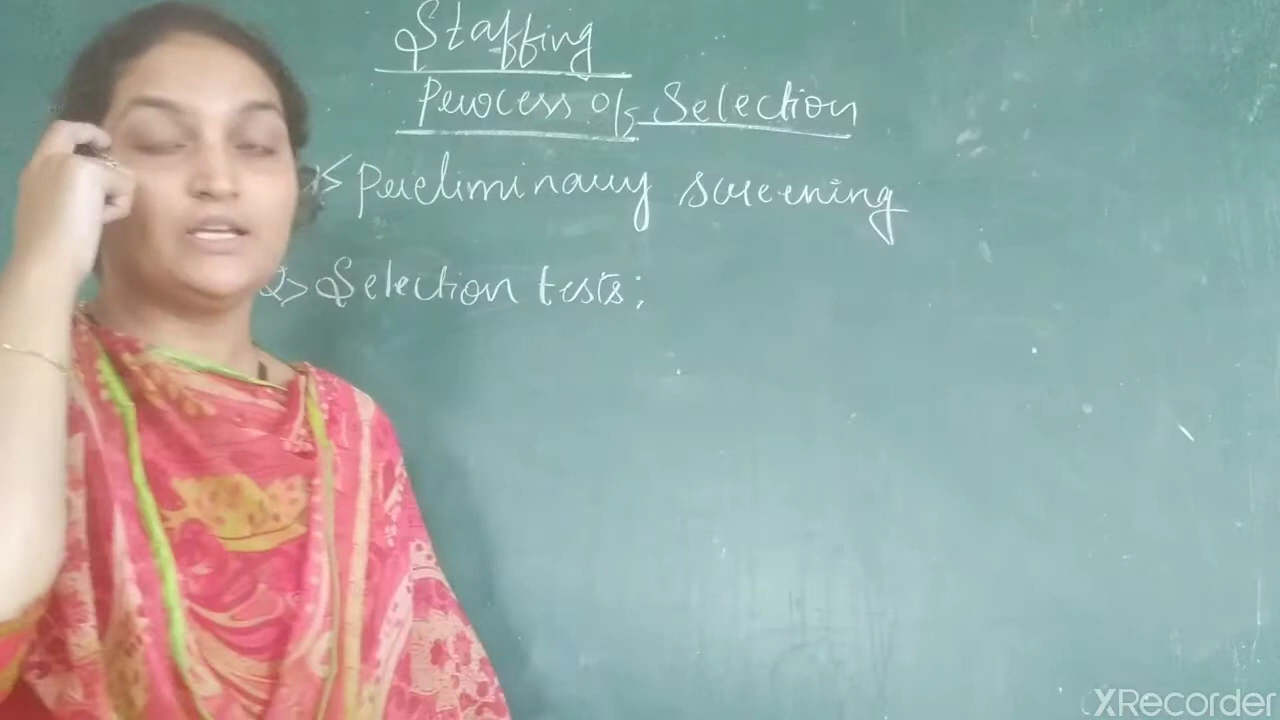 Staffing
Process of Selection
1> Preliminary screening
2> Selection tests;
XRecorder